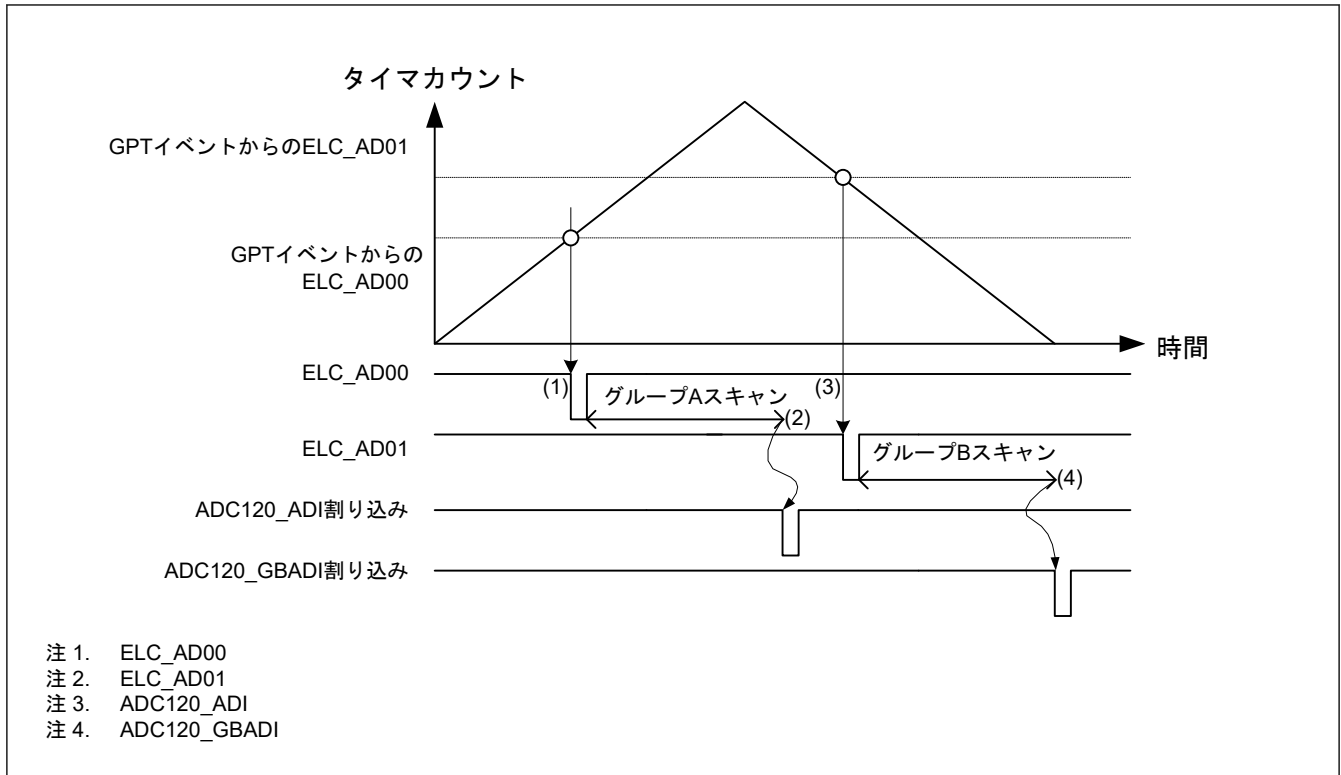 タイマカウント
GPTイベントからのELC_AD01
GPTイベントからの
ELC_AD00
時間
ELC_AD00
(1)
グループAスキャン
(2)
(3)
ELC_AD01
グループBスキャン
(4)
ADC120_ADI割り込み
ADC120_GBADI割り込み
注 1. ELC_AD00
注 2. ELC_AD01
注 3. ADC120_ADI
注 4. ADC120_GBADI